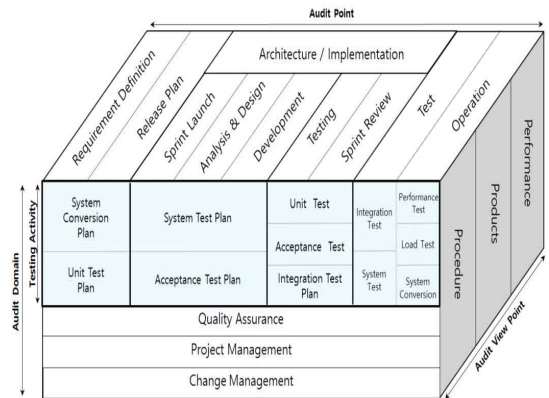 Audit Point
Architecture / Implementation
Requirement Definition
Release Plan
Sprint Launch
Analysis & Design
Development
Testing
Sprint Review
Test
Operation
Audit Domain
Testing Activity
System
Conversion
Plan
Unit Test
Plan
System Test Plan
Acceptance Test Plan
Unit Test
Acceptance Test
Integration Test
Plan
Integration
Test
System
Test
Performance
Test
Load Test
System
Conversion
Quality Assurance
Project Management
Change Management
Procedure
Products
Performance
Audit View Point